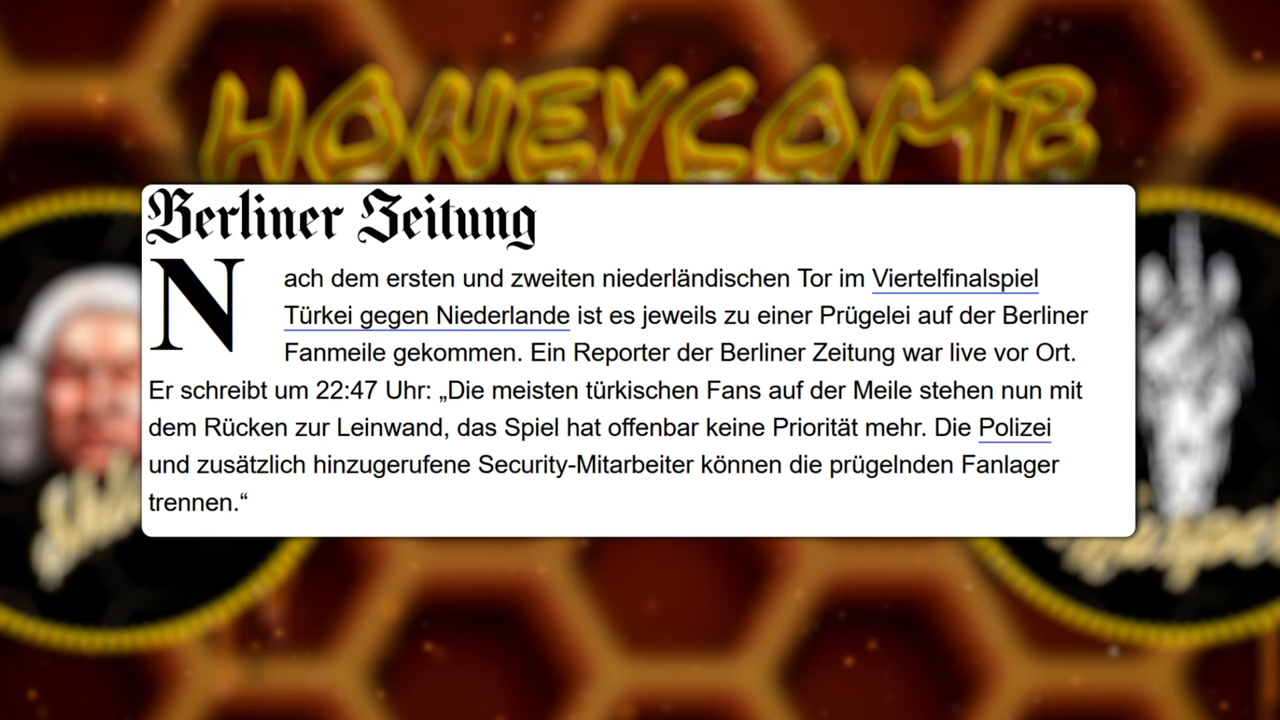 HONEYCOMB
Berliner Zeitung
Nach dem ersten und zweiten niederländischen Tor im Viertelfinalspiel
Türkei gegen Niederlande ist es jeweils zu einer Prügelei auf der Berliner
Fanmeile gekommen. Ein Reporter der Berliner Zeitung war live vor Ort.
Er schreibt um 22:47 Uhr: „Die meisten türkischen Fans auf der Meile stehen nun mit
dem Rücken zur Leinwand, das Spiel hat offenbar keine Priorität mehr. Die Polizei
und zusätzlich hinzugerufene Security-Mitarbeiter können die prügelnden Fanlager
trennen.“